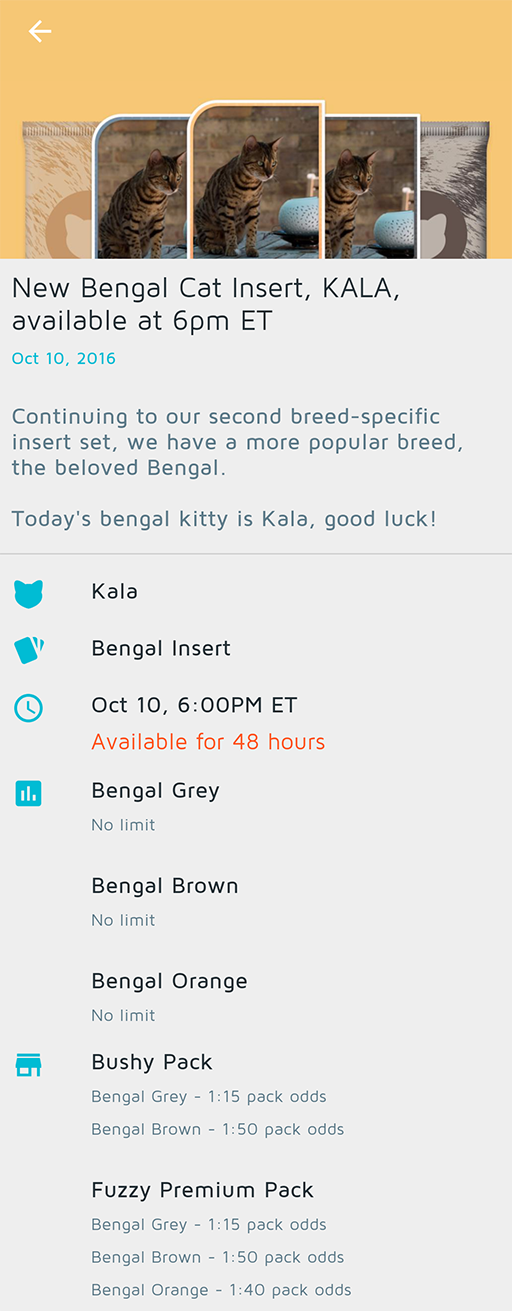 New Bengal Cat Insert, KALA,
available at 6pm ET
Oct 10, 2016
Continuing to our second breed-specific
insert set, we have a more popular breed,
the beloved Bengal.
Today's bengal kitty is Kala, good luck!
Kala
Bengal Insert
Oct 10, 6:00PM ET
Available for 48 hours
Bengal Grey
No limit
Bengal Brown
No limit
Bengal Orange
No limit
Bushy Pack
Bengal Grey - 1:15 pack odds
Bengal Brown - 1:50 pack odds
Fuzzy Premium Pack
Bengal Grey - 1:15 pack odds
Bengal Brown - 1:50 pack odds
Bengal Orange - 1:40 pack odds